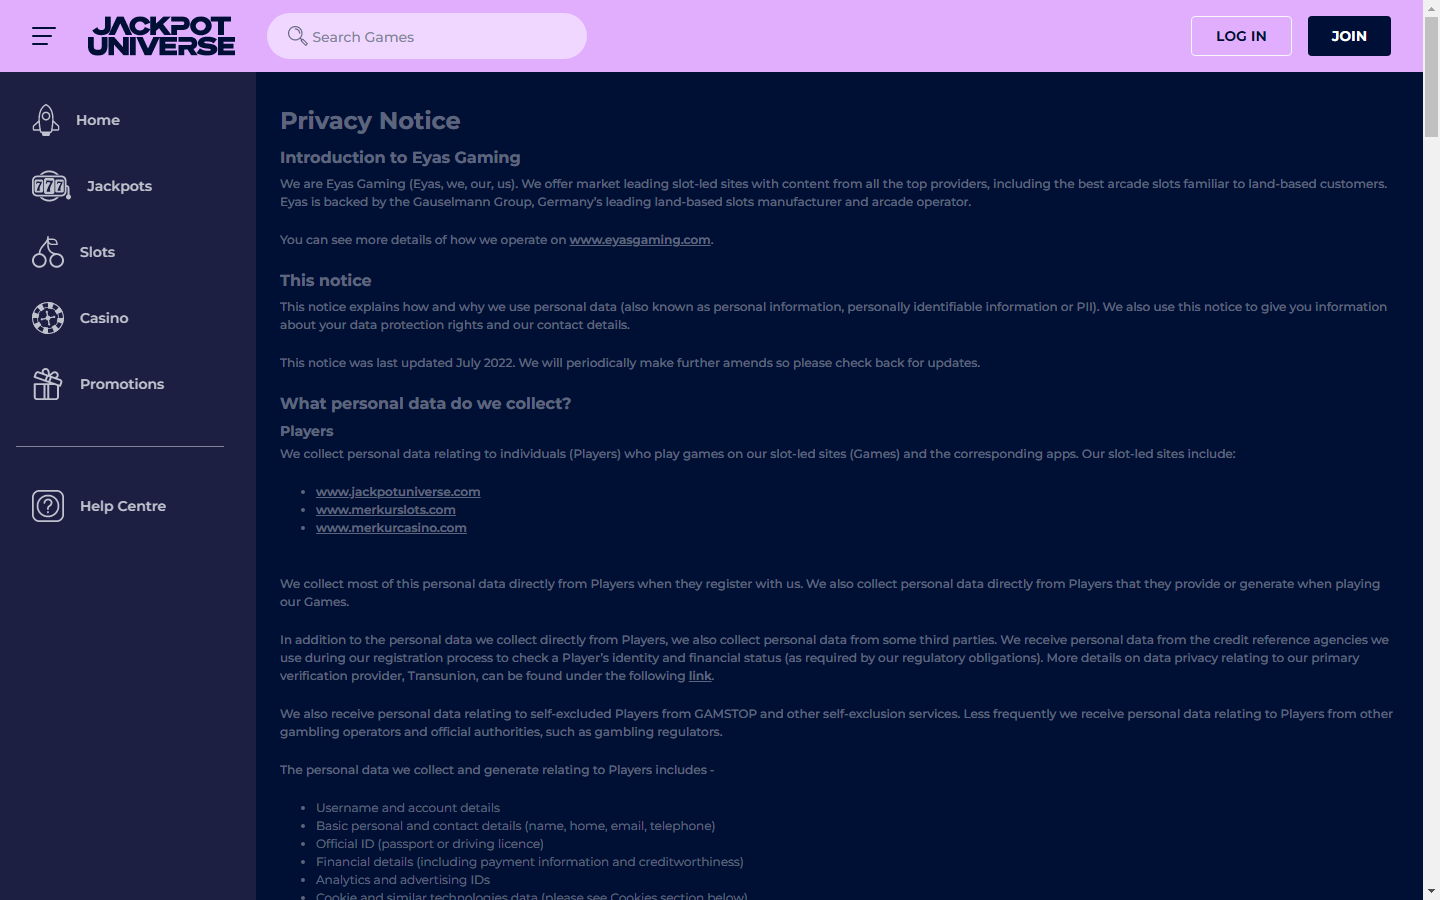 JACKPOT
UNIVERSE
Search Games
LOG IN
JOIN
Home
Jackpots
Slots
Casino
Promotions
Help Centre
Privacy Notice
Introduction to Eyas Gaming
We are Eyas Gaming (Eyas, we, our, us). We offer market leading slot-led sites with content from all the top providers, including the best arcade slots familiar to land-based customers.
Eyas is backed by the Gauselmann Group, Germany's leading land-based slots manufacturer and arcade operator.
You can see more details of how we operate on www.eyasgaming.com.
This notice
This notice explains how and why we use personal data (also known as personal information, personally identifiable information or PII). We also use this notice to give you information
about your data protection rights and our contact details.
This notice was last updated July 2022. We will periodically make further amends so please check back for updates.
What personal data do we collect?
Players
We collect personal data relating to individuals (Players) who play games on our slot-led sites (Games) and the corresponding apps. Our slot-led sites include:
• www.jackpotuniverse.com
• www.merkurslots.com
• www.merkurcasino.com
We collect most of this personal data directly from Players when they register with us. We also collect personal data directly from Players that they provide or generate when playing
our Games.
In addition to the personal data we collect directly from Players, we also collect personal data from some third parties. We receive personal data from the credit reference agencies we
use during our registration process to check a Player's identity and financial status (as required by our regulatory obligations). More details on data privacy relating to our primary
verification provider, Transunion, can be found under the following link.
We also receive personal data relating to self-excluded Players from GAMSTOP and other self-exclusion services. Less frequently we receive personal data relating to Players from other
gambling operators and official authorities, such as gambling regulators.
The personal data we collect and generate relating to Players includes -
• Username and account details
• Basic personal and contact details (name, home, email, telephone)
• Official ID (passport or driving licence)
• Financial details (including payment information and creditworthiness)
• Analytics and advertising IDs
• Cookie and similar technologies data (please see Cookies section below)